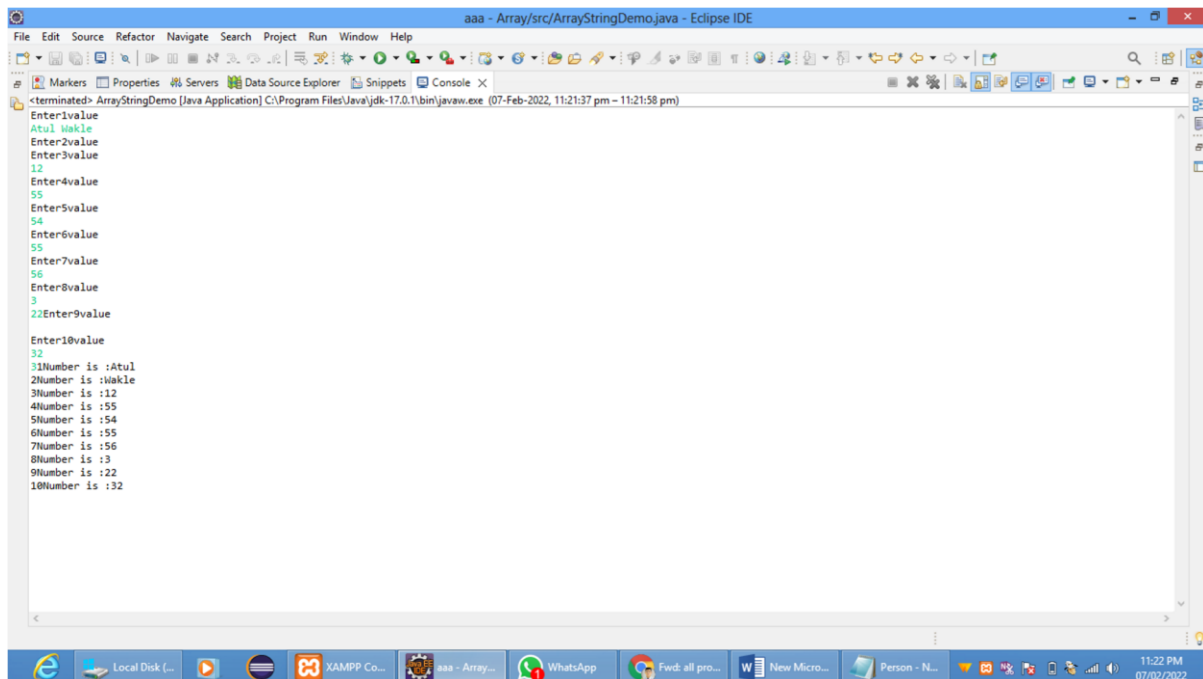 aaa - Array/src/ArrayStringDemo.java - Eclipse IDE
File Edit Source Refactor Navigate Search Project Run Window Help
Markers Properties Servers Data Source Explorer Snippets Console
<terminated> ArrayStringDemo [Java Application] C:\Program Files\Java\jdk-17.0.1\bin\javaw.exe (07-Feb-2022, 11:21:37 pm – 11:21:58 pm)
Enter1value
Atul Wakle
Enter2value
Enter3value
12
Enter4value
55
Enter5value
54
Enter6value
55
Enter7value
56
Enter8value
3
22Enter9value
Enter10value
32
31Number is :Atul
2Number is :Wakle
3Number is :12
4Number is :55
5Number is :54
6Number is :55
7Number is :56
8Number is :3
9Number is :22
10Number is :32
Local Disk (... XAMPP Co... aaa - Array... WhatsApp Fwd: all pro... New Micro... Person - N... 11:22 PM
07/02/2022